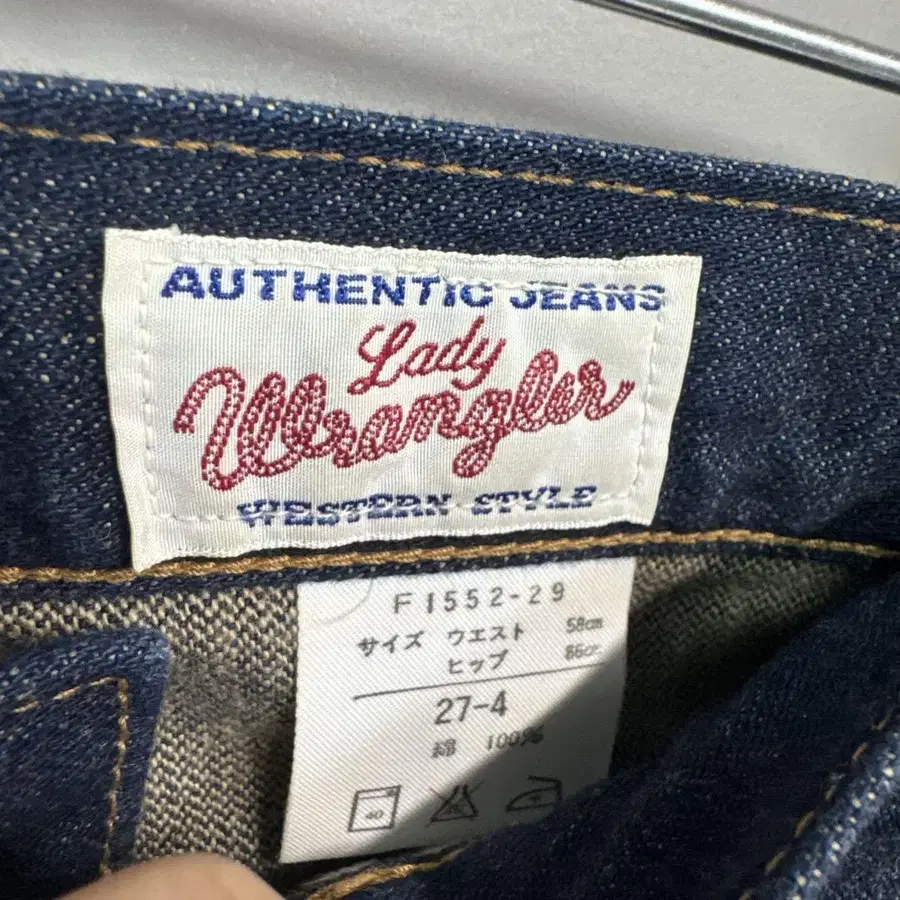 AUTHENTIC JEANS
Lady
Wrangler
WESTERN STYLE
F1552-29
サイズ ウエスト 58cm
ヒップ 86cm
27-4
綿 100%
40